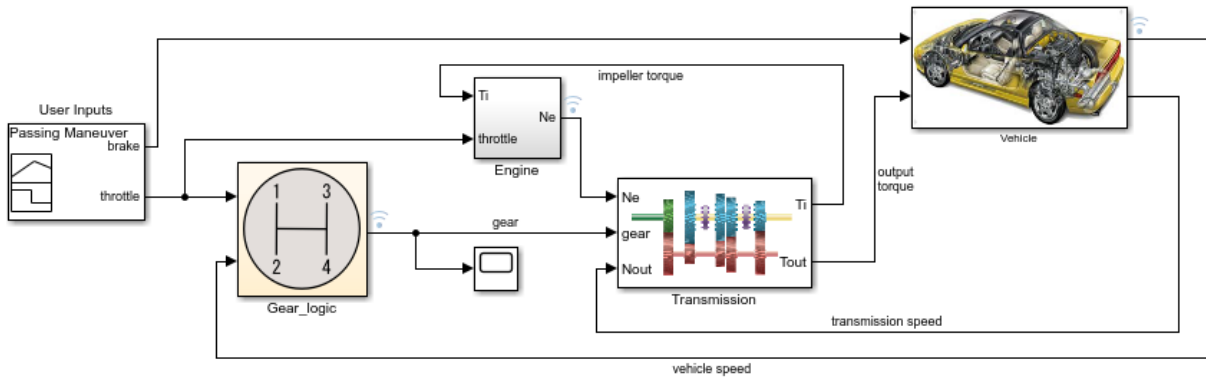 User Inputs
Passing Maneuver
brake
throttle
1 3
2 4
Gear_logic
impeller torque
Ti
Ne
throttle
Engine
gear
Ne
gear
Nout
Ti
Tout
Transmission
output
torque
Vehicle
transmission speed
vehicle speed